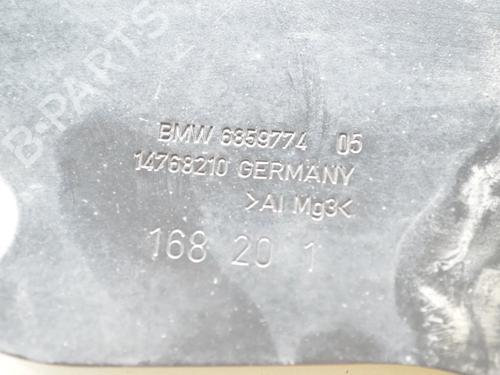 B-PARTS
BMW 6859774 05
14768210 GERMANY
>Al Mg3<
168 20 1